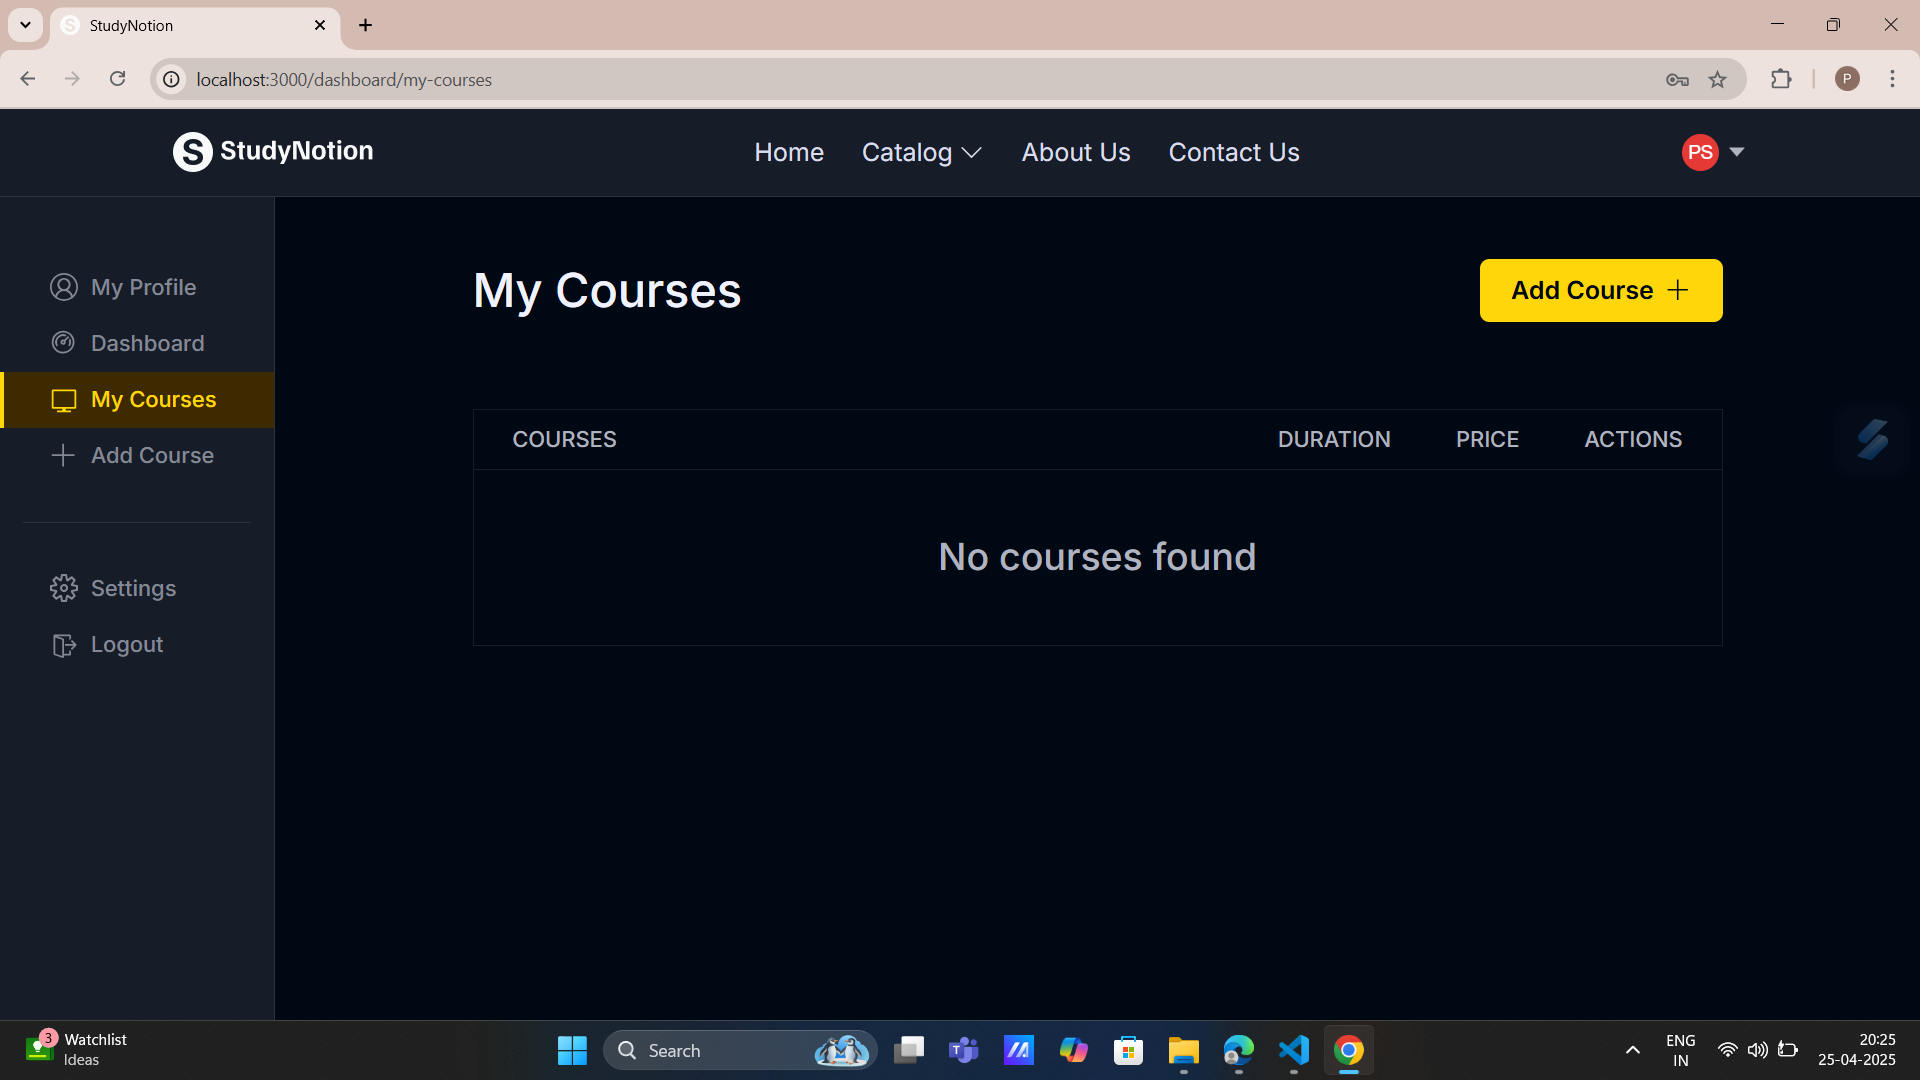 StudyNotion
localhost:3000/dashboard/my-courses
P
S StudyNotion
Home Catalog About Us Contact Us
PS
My Profile
Dashboard
My Courses
Add Course
Settings
Logout
My Courses
Add Course
COURSES DURATION PRICE ACTIONS
No courses found
3
Watchlist
Ideas
Search
ENG
IN
20:25
25-04-2025